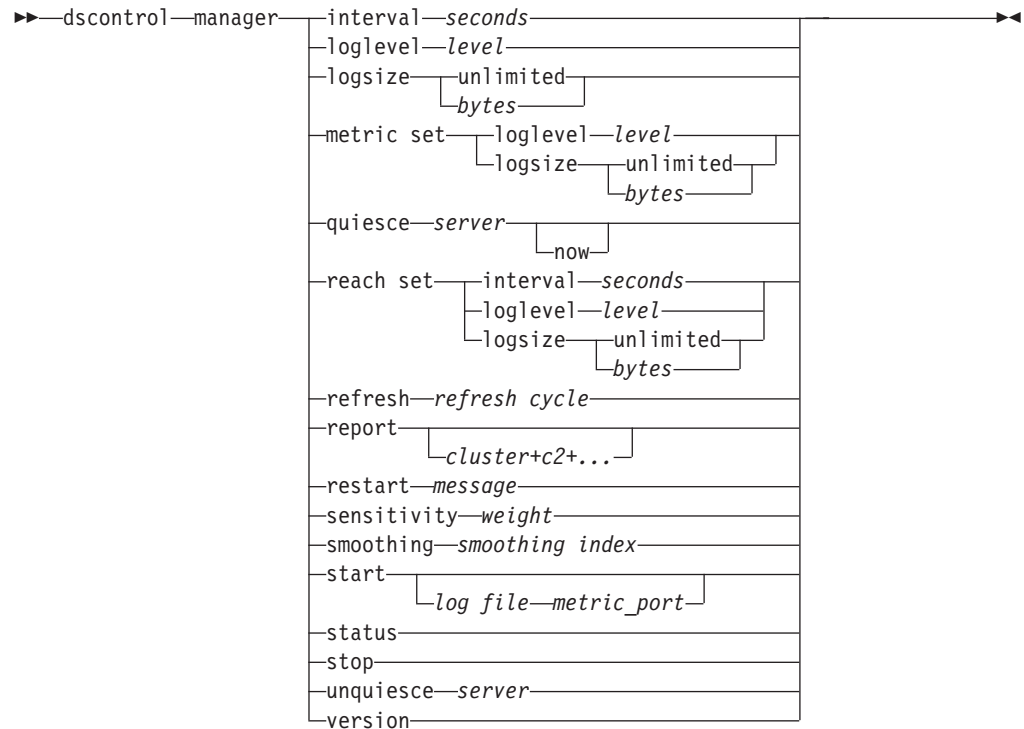 dscontrol manager interval seconds
loglevel level
logsize unlimited
bytes
metric set loglevel level
logsize unlimited
bytes
quiesce server
now
reach set interval seconds
loglevel level
logsize unlimited
bytes
refresh refresh cycle
report
cluster+c2+...
restart message
sensitivity weight
smoothing smoothing index
start
log file metric_port
status
stop
unquiesce server
version